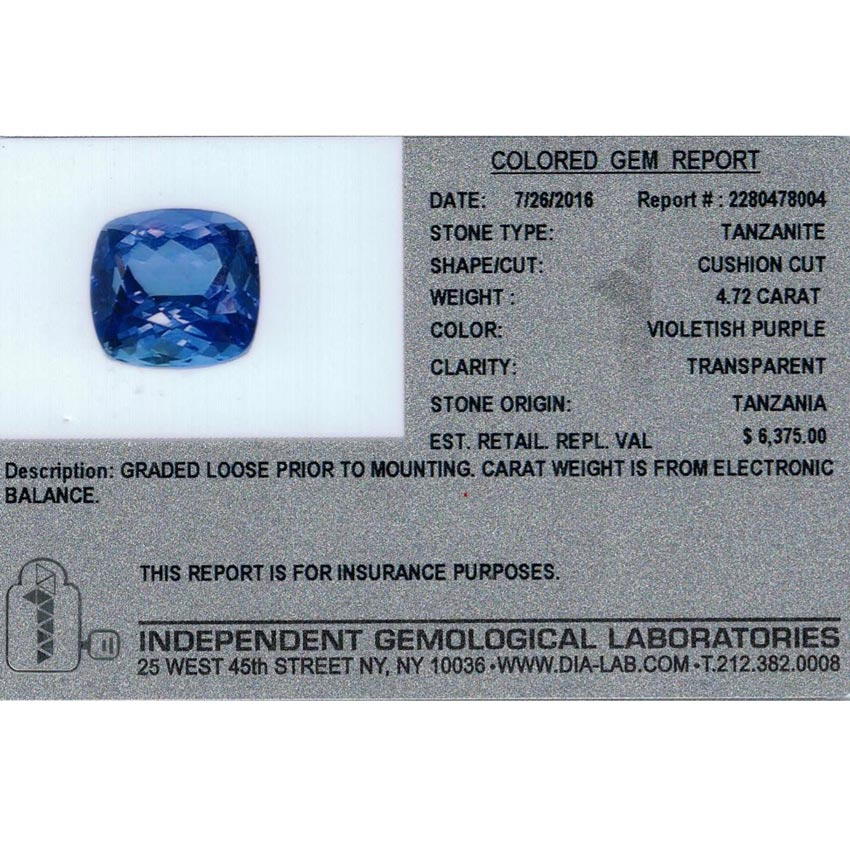 COLORED GEM REPORT
DATE: 7/26/2016 Report # : 2280478004
STONE TYPE: TANZANITE
SHAPE/CUT: CUSHION CUT
WEIGHT : 4.72 CARAT
COLOR: VIOLETISH PURPLE
CLARITY: TRANSPARENT
STONE ORIGIN: TANZANIA
EST. RETAIL. REPL. VAL $ 6,375.00
Description: GRADED LOOSE PRIOR TO MOUNTING. CARAT WEIGHT IS FROM ELECTRONIC
BALANCE.
THIS REPORT IS FOR INSURANCE PURPOSES.
INDEPENDENT GEMOLOGICAL LABORATORIES
25 WEST 45th STREET NY, NY 10036 •WWW.DIA-LAB.COM •T.212.382.0008